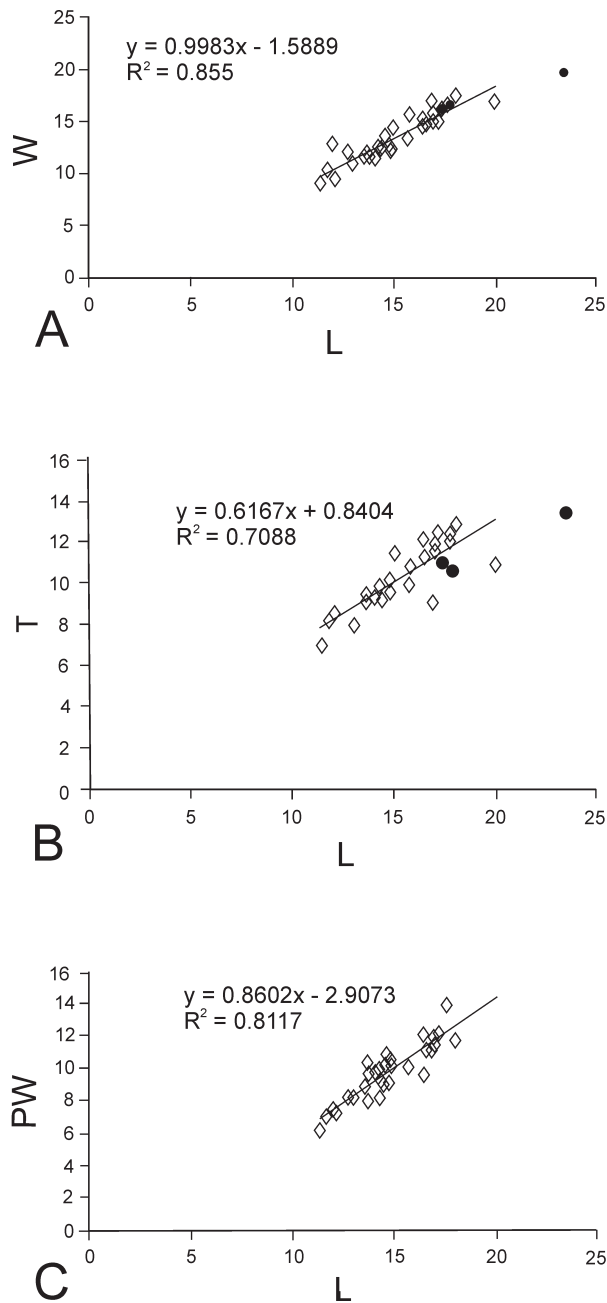 25
y = 0.9983x - 1.5889
R² = 0.855
20
15
W
10
5
0
0 5 10 15 20 25
A
L
16
14
y = 0.6167x + 0.8404
R² = 0.7088
12
10
T
8
6
4
2
0
0 5 10 15 20 25
B
L
16
y = 0.8602x - 2.9073
14
R² = 0.8117
12
10
PW
8
6
4
2
0
0 5 10 15 20 25
C
L